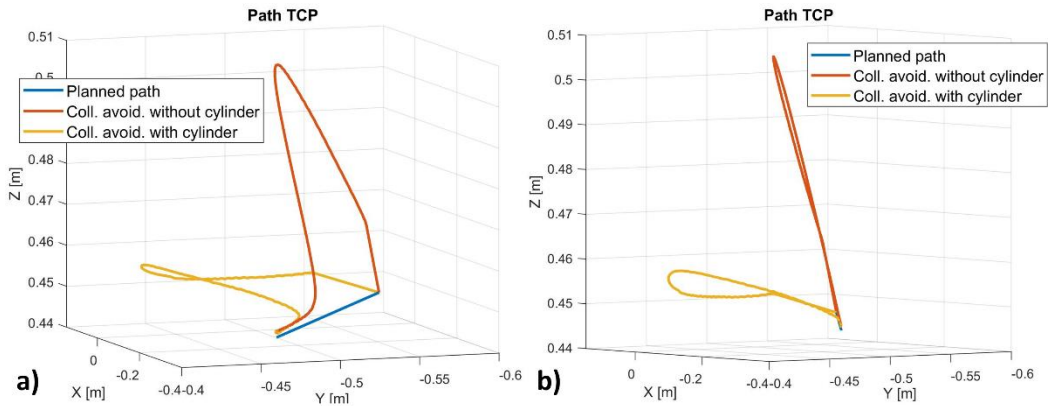 Path TCP
0.51
0.5
Planned path
Coll. avoid. without cylinder
Coll. avoid. with cylinder
0.48
0.47
0.46
0.45
0.44
Z [m]
0
-0.2
-0.4
X [m]
-0.4
-0.45
-0.5
-0.55
-0.6
Y [m]
a)
Path TCP
0.51
0.5
0.49
0.48
0.47
0.46
0.45
0.44
Z [m]
Planned path
Coll. avoid. without cylinder
Coll. avoid. with cylinder
0
-0.2
-0.4
X [m]
-0.4
-0.45
-0.5
-0.55
-0.6
Y [m]
b)